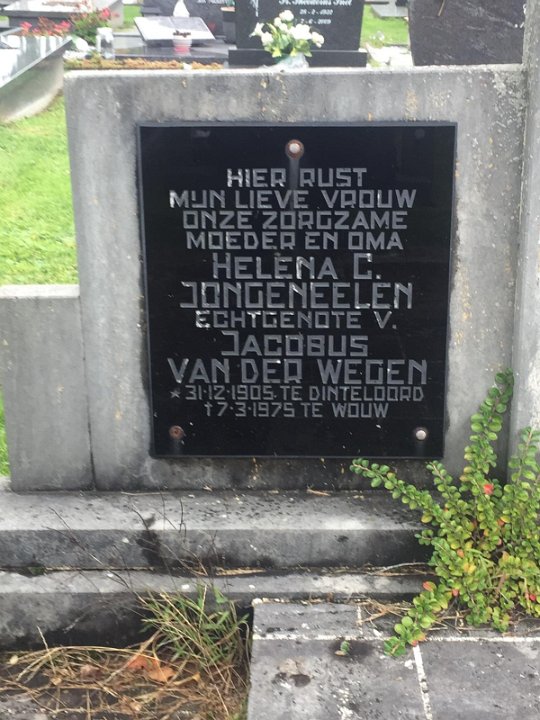 HIER RUST
MIJN LIEVE VROUW
ONZE ZORGZAME
MOEDER EN OMA
HELENA C.
JONGENEELEN
ECHTGENOTE V.
JACOBUS
VAN DER WEGEN
* 31.12.1905 TE DINTELOORD
† 7.3.1975 TE WOUW